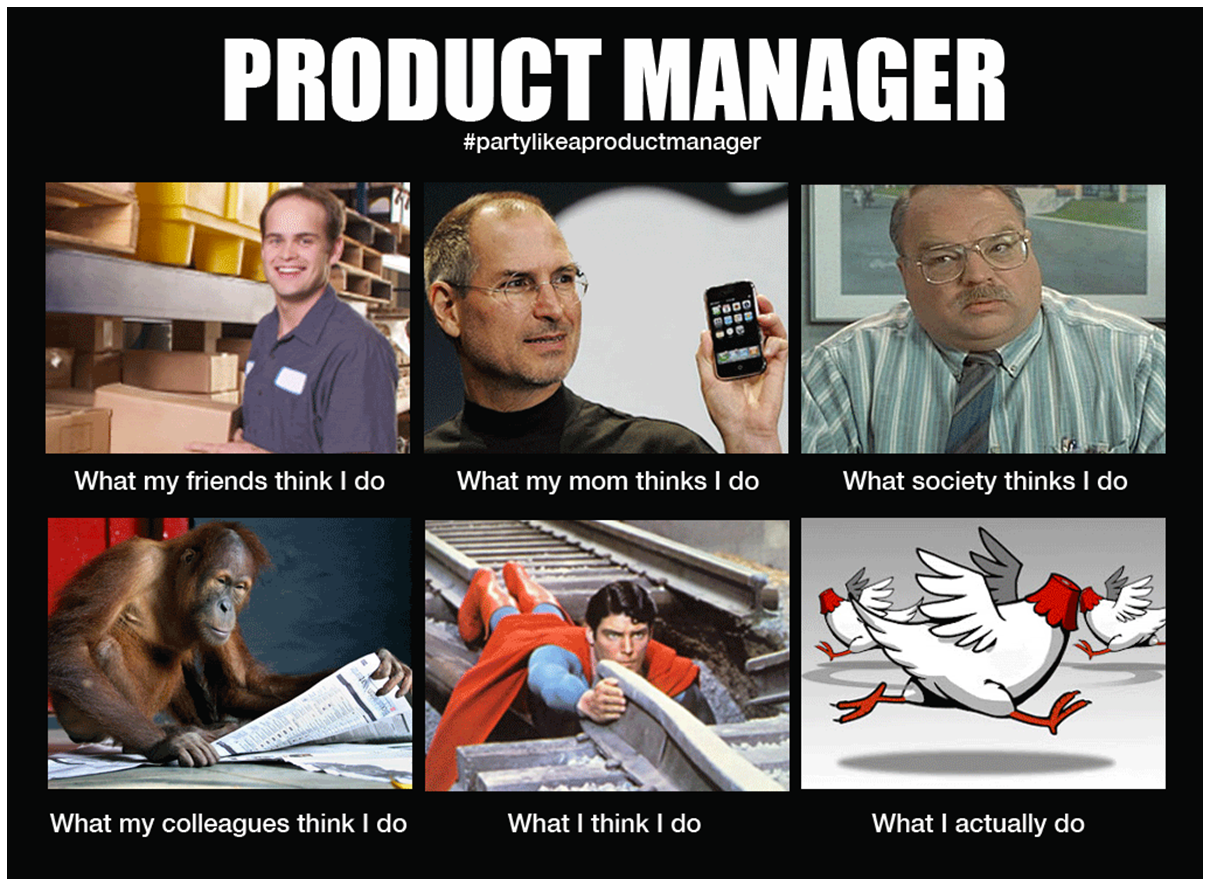 PRODUCT MANAGER
#partylikeaproductmanager
What my friends think I do
What my mom thinks I do
What society thinks I do
What my colleagues think I do
What I think I do
What I actually do